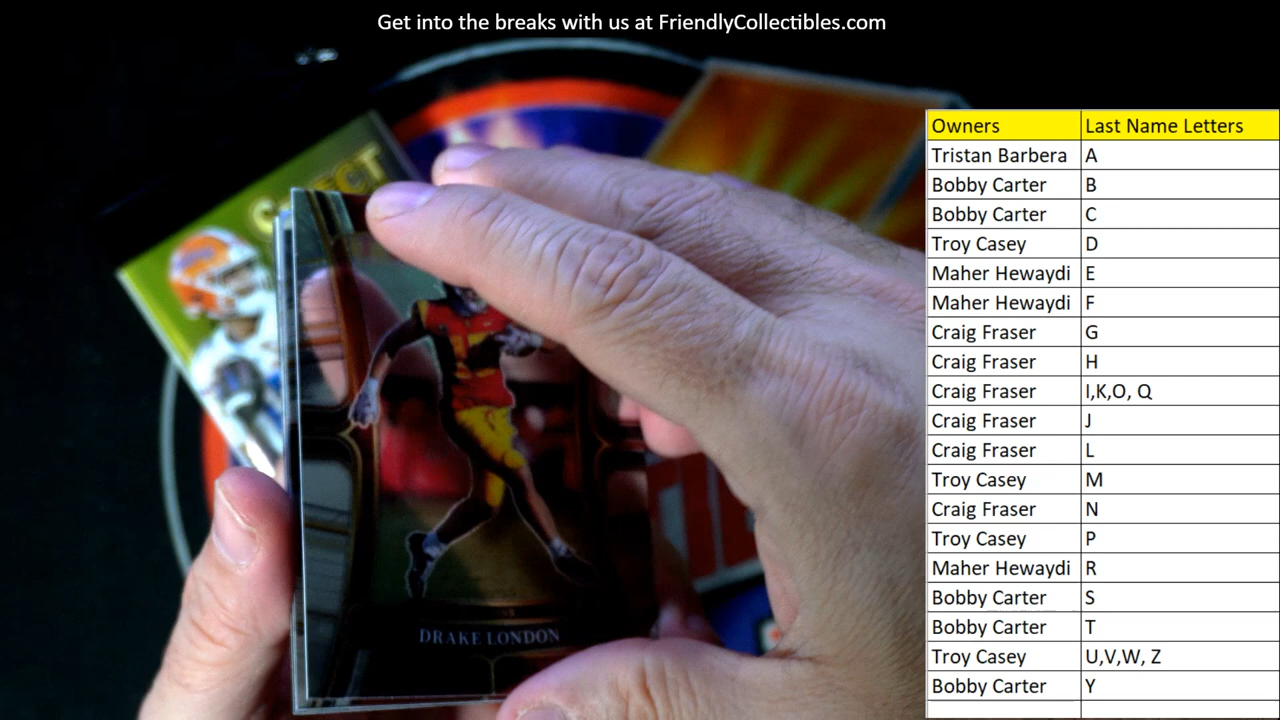 Get into the breaks with us at FriendlyCollectibles.com
Owners Last Name Letters
Tristan Barbera A
Bobby Carter B
Bobby Carter C
Troy Casey D
Maher Hewaydi E
Maher Hewaydi F
Craig Fraser G
Craig Fraser H
Craig Fraser I,K,O, Q
Craig Fraser J
Craig Fraser L
Troy Casey M
Craig Fraser N
Troy Casey P
Maher Hewaydi R
Bobby Carter S
Bobby Carter T
Troy Casey U,V,W, Z
Bobby Carter Y
DRAKE LONDON